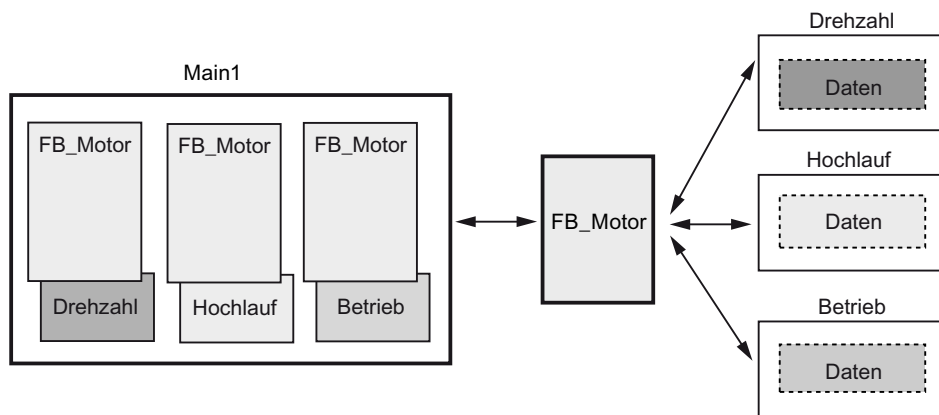 Main1
FB_Motor
FB_Motor
FB_Motor
Drehzahl
Hochlauf
Betrieb
FB_Motor
Drehzahl
Daten
Hochlauf
Daten
Betrieb
Daten